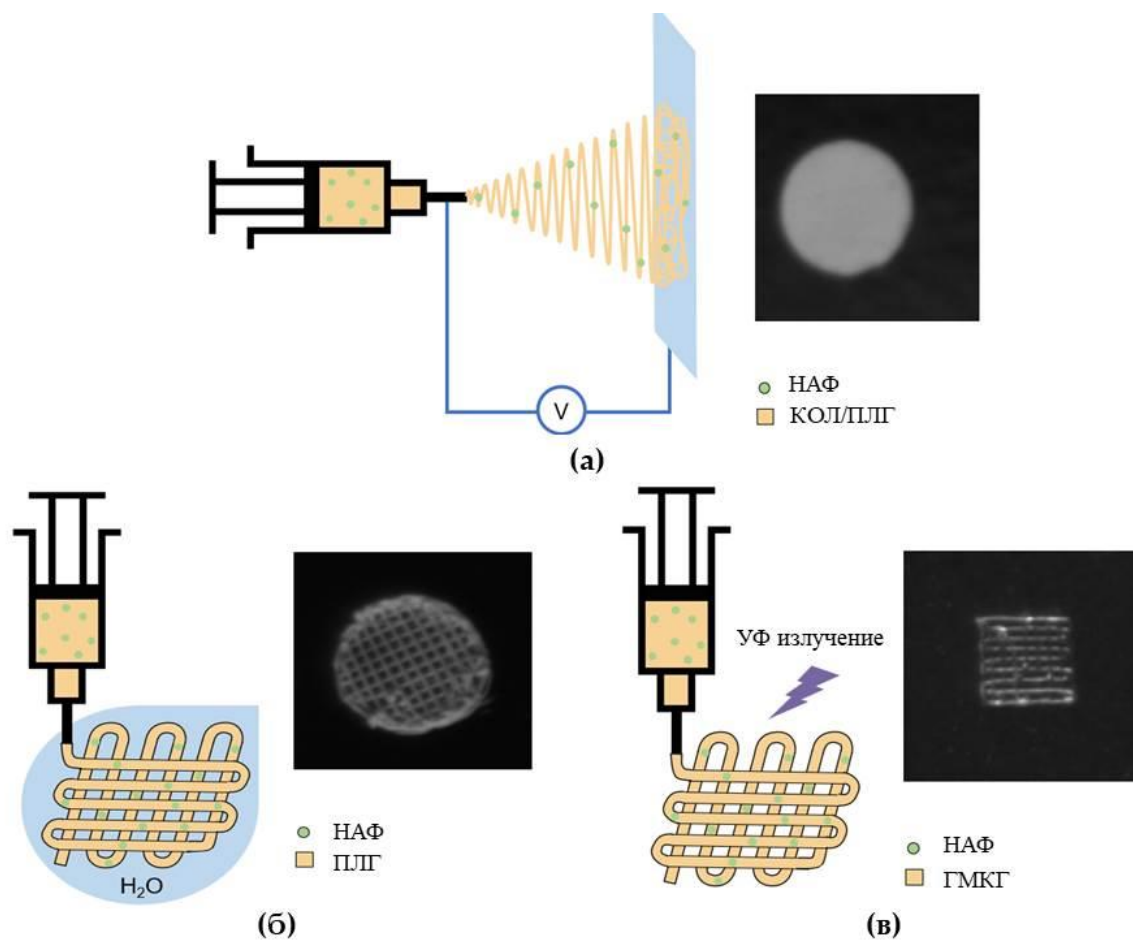 V
НАФ
КОЛ/ПЛГ
(а)
УФ излучение
НАФ
ПЛГ
H₂O
(б)
НАФ
ГМКГ
(в)